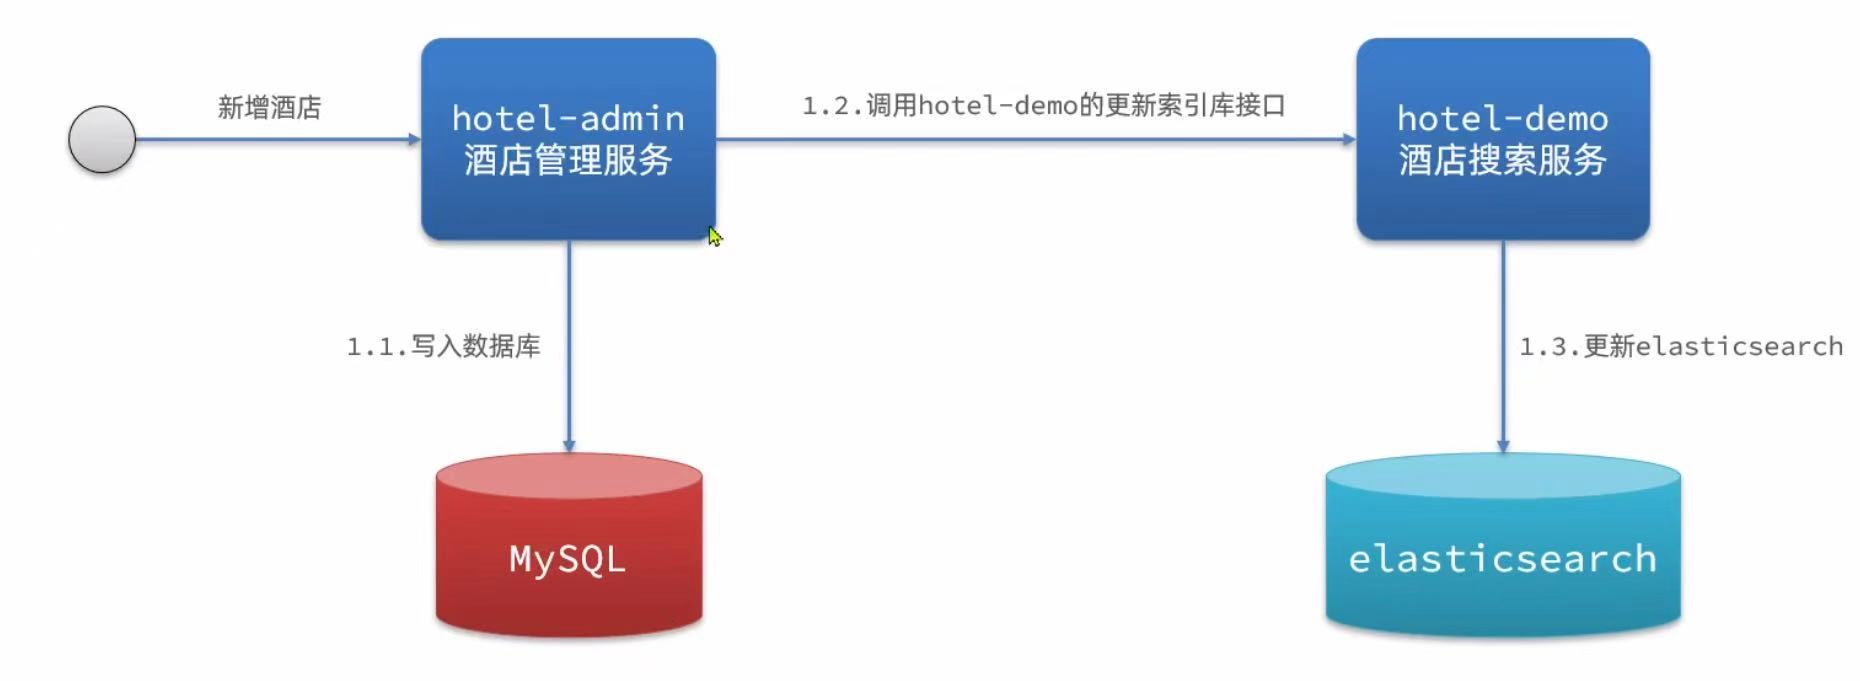 新增酒店
hotel-admin
酒店管理服务
1.2.调用hotel-demo的更新索引库接口
hotel-demo
酒店搜索服务
1.1.写入数据库
1.3.更新elasticsearch
MySQL
elasticsearch